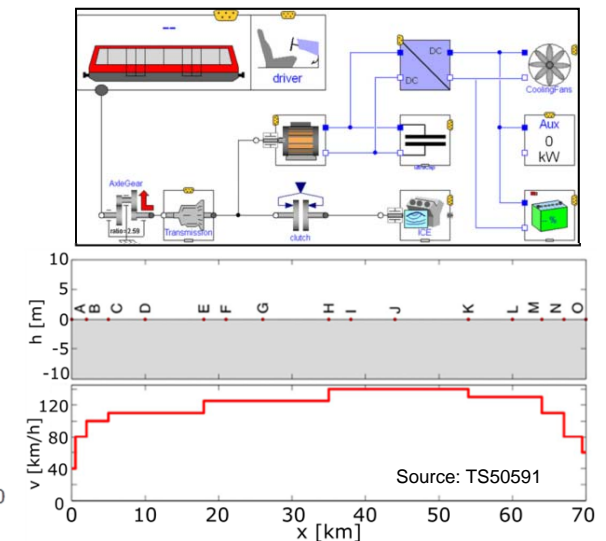 --
driver
DC
DC
CoolingFans
Aux
0
kW
AxleGear
ratio=2.59
Transmission
clutch
ICE
--%
10
5
0
-5
-10
h [m]
A B C D E F G H I J K L M N O
120
80
40
0
v [km/h]
Source: TS50591
0 10 20 30 40 50 60 70
x [km]
0